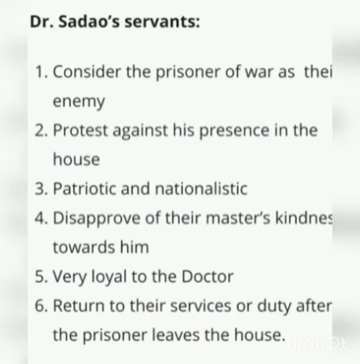 Dr. Sadao's servants:
1. Consider the prisoner of war as thei
enemy
2. Protest against his presence in the
house
3. Patriotic and nationalistic
4. Disapprove of their master's kindnes
towards him
5. Very loyal to the Doctor
6. Return to their services or duty after
the prisoner leaves the house.